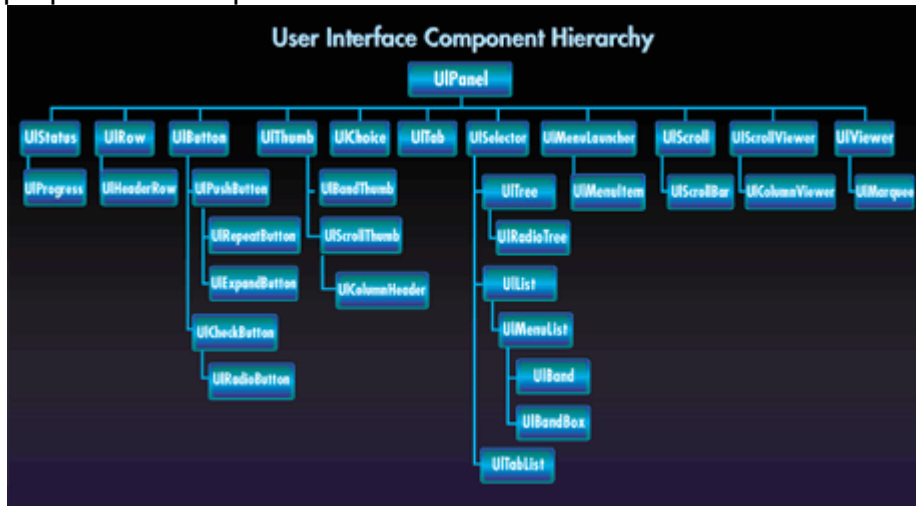 User Interface Component Hierarchy
UIPanel
UIStatus UIRow UIButton UIThumb UIChoice UITab UISelector UIMenuLauncher UIScroll UIScrollViewer UIViewer
UIProgress UIHeaderRow UIPushButton UIBandThumb UITree UIMenuItem UIScrollBar UIColumnViewer UIMarquee
UIRepeatButton UIScrollThumb UIRadioTree
UIExpandButton UIColumnHeader UIList
UICheckButton UIMenuList
UIRadioButton UIBand
UIBandBox
UITabList